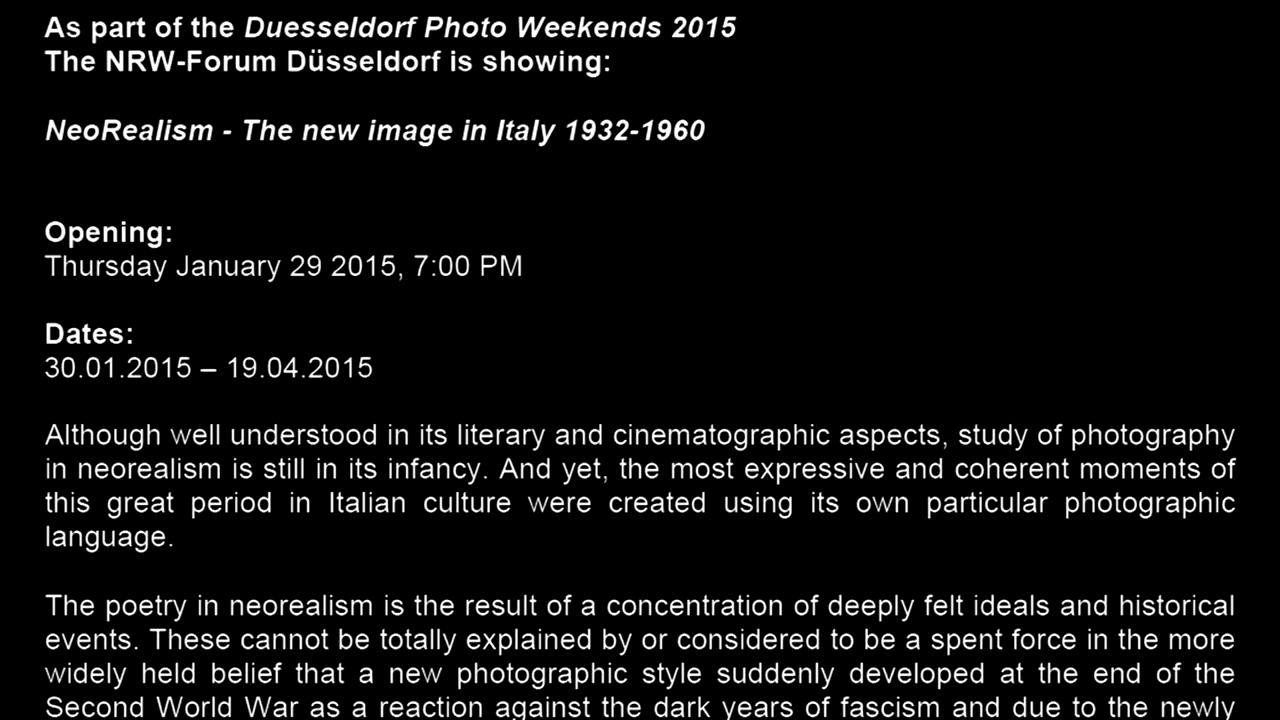 As part of the Duesseldorf Photo Weekends 2015
The NRW-Forum Düsseldorf is showing:
NeoRealism - The new image in Italy 1932-1960
Opening:
Thursday January 29 2015, 7:00 PM
Dates:
30.01.2015 – 19.04.2015
Although well understood in its literary and cinematographic aspects, study of photography
in neorealism is still in its infancy. And yet, the most expressive and coherent moments of
this great period in Italian culture were created using its own particular photographic
language.
The poetry in neorealism is the result of a concentration of deeply felt ideals and historical
events. These cannot be totally explained by or considered to be a spent force in the more
widely held belief that a new photographic style suddenly developed at the end of the
Second World War as a reaction against the dark years of fascism and due to the newly